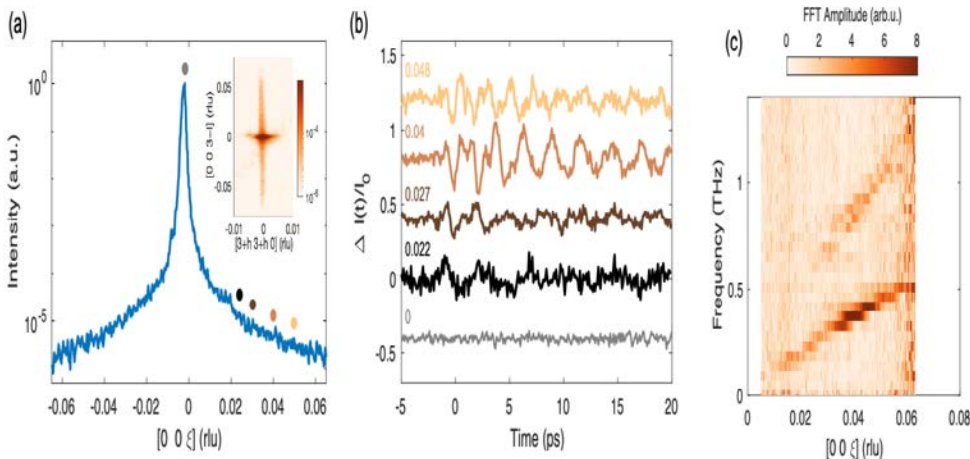 (a)
Intensity (a.u.)
10^0
10^-5
-0.06 -0.04 -0.02 0 0.02 0.04 0.06
[0 0 ξ] (rlu)
[0 0 3-l] (rlu)
0.05
0
-0.05
-0.01 0 0.01
[3+h 3+h 0] (rlu)
10^-4
10^-6
(b)
Δ I(t)/I_0
1.5
1
0.5
0
-0.5
0.048
0.04
0.027
0.022
0
-5 0 5 10 15 20
Time (ps)
(c)
FFT Amplitude (arb.u.)
0 2 4 6 8
Frequency (THz)
1
0.5
0
0 0.02 0.04 0.06 0.08
[0 0 ξ] (rlu)